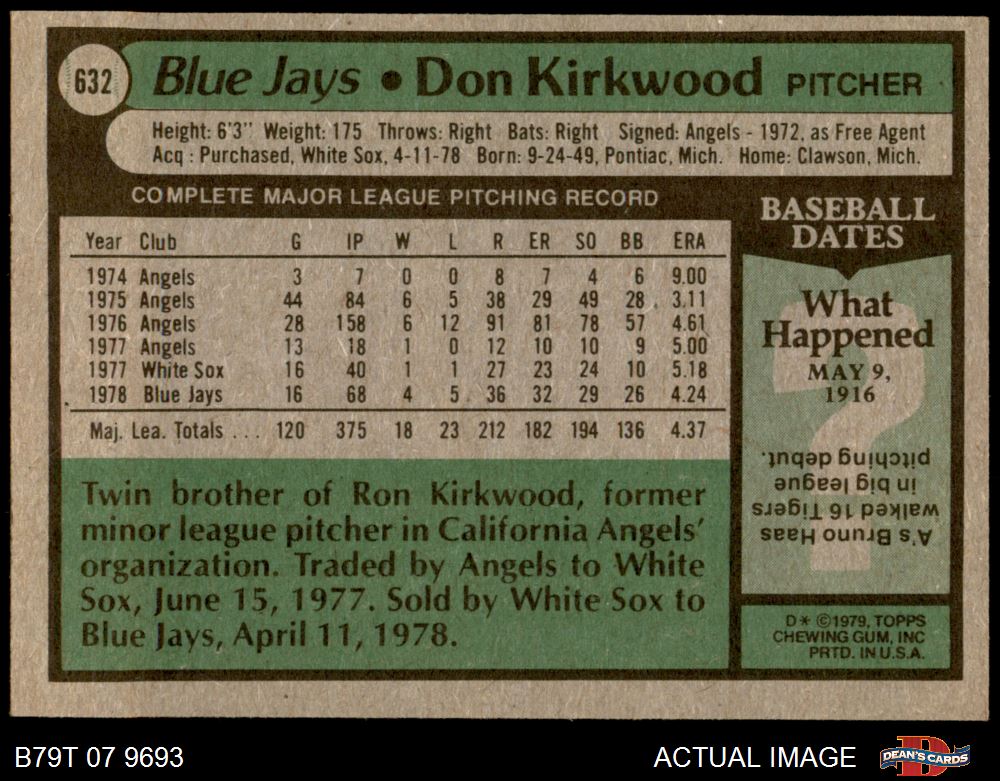 632 Blue Jays • Don Kirkwood PITCHER
Height: 6'3" Weight: 175 Throws: Right Bats: Right Signed: Angels - 1972, as Free Agent
Acq : Purchased, White Sox, 4-11-78 Born: 9-24-49, Pontiac, Mich. Home: Clawson, Mich.
COMPLETE MAJOR LEAGUE PITCHING RECORD
Year Club G IP W L R ER SO BB ERA
1974 Angels 3 7 0 0 8 7 4 6 9.00
1975 Angels 44 84 6 5 38 29 49 28 3.11
1976 Angels 28 158 6 12 91 81 78 57 4.61
1977 Angels 13 18 1 0 12 10 10 9 5.00
1977 White Sox 16 40 1 1 27 23 24 10 5.18
1978 Blue Jays 16 68 4 5 36 32 29 26 4.24
Maj. Lea. Totals ... 120 375 18 23 212 182 194 136 4.37
Twin brother of Ron Kirkwood, former
minor league pitcher in California Angels'
organization. Traded by Angels to White
Sox, June 15, 1977. Sold by White Sox to
Blue Jays, April 11, 1978.
BASEBALL
DATES
What
Happened
MAY 9,
1916
A's Bruno Haas
walked 16 Tigers
in big league
pitching debut.
D* ©1979, TOPPS
CHEWING GUM, INC
PRTD. IN U.S.A.
B79T 07 9693
ACTUAL IMAGE
DEAN'S CARDS